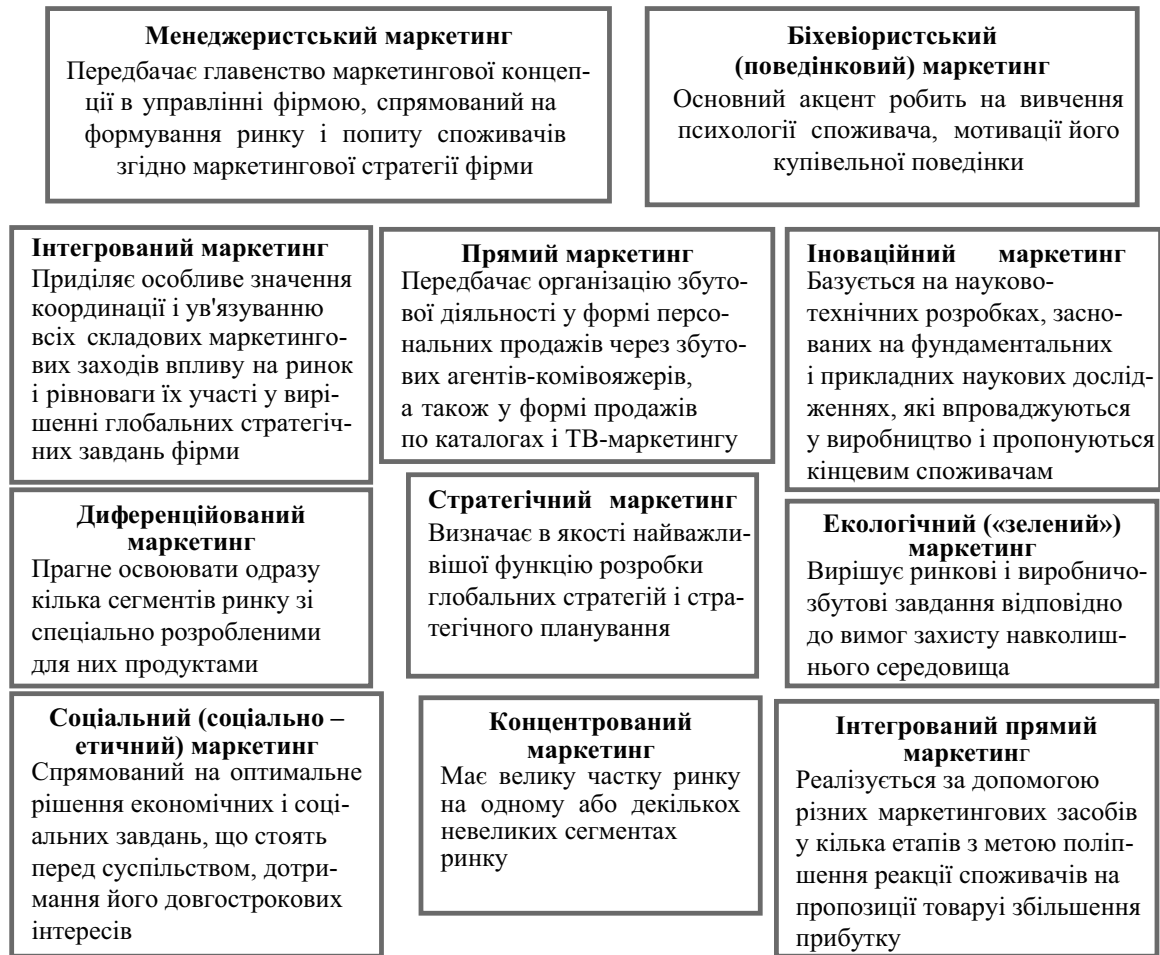 Менеджеристський маркетинг
Передбачає главенство маркетингової концеп-
ції в управлінні фірмою, спрямований на
формування ринку і попиту споживачів
згідно маркетингової стратегії фірми
Біхевіористський
(поведінковий) маркетинг
Основний акцент робить на вивчення
психології споживача, мотивації його
купівельної поведінки
Інтегрований маркетинг
Приділяє особливе значення
координації і ув'язуванню
всіх складових маркетинго-
вих заходів впливу на ринок
і рівноваги їх участі у вирі-
шенні глобальних стратегіч-
них завдань фірми
Прямий маркетинг
Передбачає організацію збуто-
вої діяльності у формі персо-
нальних продажів через збуто-
вих агентів-комівояжерів,
а також у формі продажів
по каталогах і ТВ-маркетингу
Іноваційний маркетинг
Базується на науково-
технічних розробках, засно-
ваних на фундаментальних
і прикладних наукових дослід-
женнях, які впроваджуються
у виробництво і пропонуються
кінцевим споживачам
Диференційований
маркетинг
Прагне освоювати одразу
кілька сегментів ринку зі
спеціально розробленими
для них продуктами
Стратегічний маркетинг
Визначає в якості найважли-
вішої функцію розробки
глобальних стратегій і стра-
тегічного планування
Екологічний («зелений»)
маркетинг
Вирішує ринкові і виробничо-
збутові завдання відповідно
до вимог захисту навколиш-
нього середовища
Соціальний (соціально –
етичний) маркетинг
Спрямований на оптимальне
рішення економічних і соці-
альних завдань, що стоять
перед суспільством, дотри-
мання його довгострокових
інтересів
Концентрований
маркетинг
Має велику частку ринку
на одному або декількох
невеликих сегментах
ринку
Інтегрований прямий
маркетинг
Реалізується за допомогою
різних маркетингових засобів
у кілька етапів з метою поліп-
шення реакції споживачів на
пропозиції товаруі збільшення
прибутку